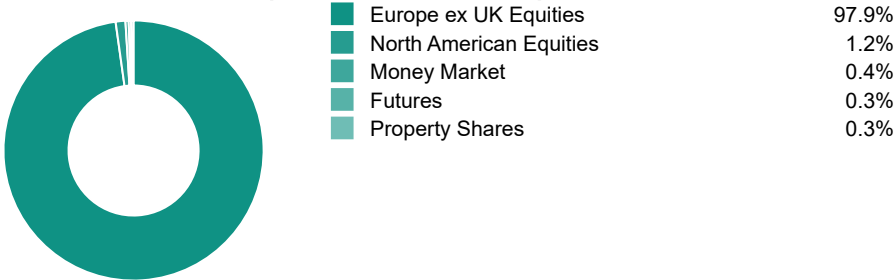 Europe ex UK Equities 97.9%
North American Equities 1.2%
Money Market 0.4%
Futures 0.3%
Property Shares 0.3%